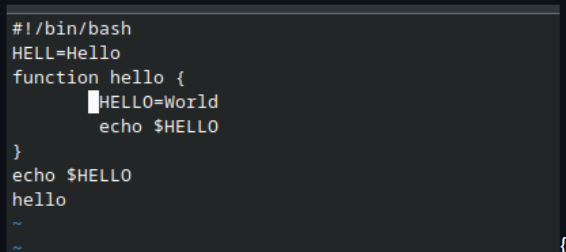 #!/bin/bash
HELL=Hello
function hello {
        HELLO=World
        echo $HELLO
}
echo $HELLO
hello
~
~
{